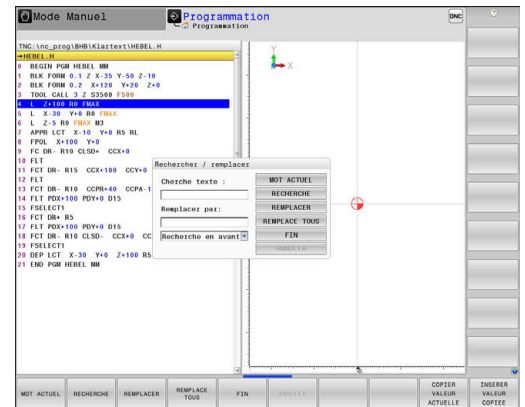 Mode Manuel
Programmation
Programmation
DNC
TNC:\nc_prog\BHB\Klartext\HEBEL.H
→HEBEL.H
0 BEGIN PGM HEBEL MM
1 BLK FORM 0.1 Z X-35 Y-50 Z-10
2 BLK FORM 0.2 X+120 Y+20 Z+0
3 TOOL CALL 3 Z S3500 F500
4 L Z+100 R0 FMAX
5 L X-30 Y+0 R0 FMAX
6 L Z-5 R0 FMAX M3
7 APPR LCT X-10 Y+0 R5 RL
8 FPOL X+100 Y+0
9 FC DR- R10 CLSD+ CCX+0
10 FLT
11 FCT DR- R15 CCX+100 CCY+0
12 FLT
13 FCT DR- R10 CCPR+40 CCPA-1
14 FLT PDX+100 PDY+0 D15
15 FSELECT1
16 FCT DR+ R5
17 FLT PDX+100 PDY+0 D15
18 FCT DR- R10 CLSD- CCX+0 CC
19 FSELECT1
20 DEP LCT X-30 Y+0 Z+100 R5
21 END PGM HEBEL MM
Y
X
Rechercher / remplacer
Cherche texte :
Remplacer par:
Recherche en avant
MOT ACTUEL
RECHERCHE
REMPLACER
REMPLACE TOUS
FIN
ANNULER
MOT ACTUEL
RECHERCHE
REMPLACER
REMPLACE
TOUS
FIN
ANNULER
COPIER
VALEUR
ACTUELLE
INSERER
VALEUR
COPIEE